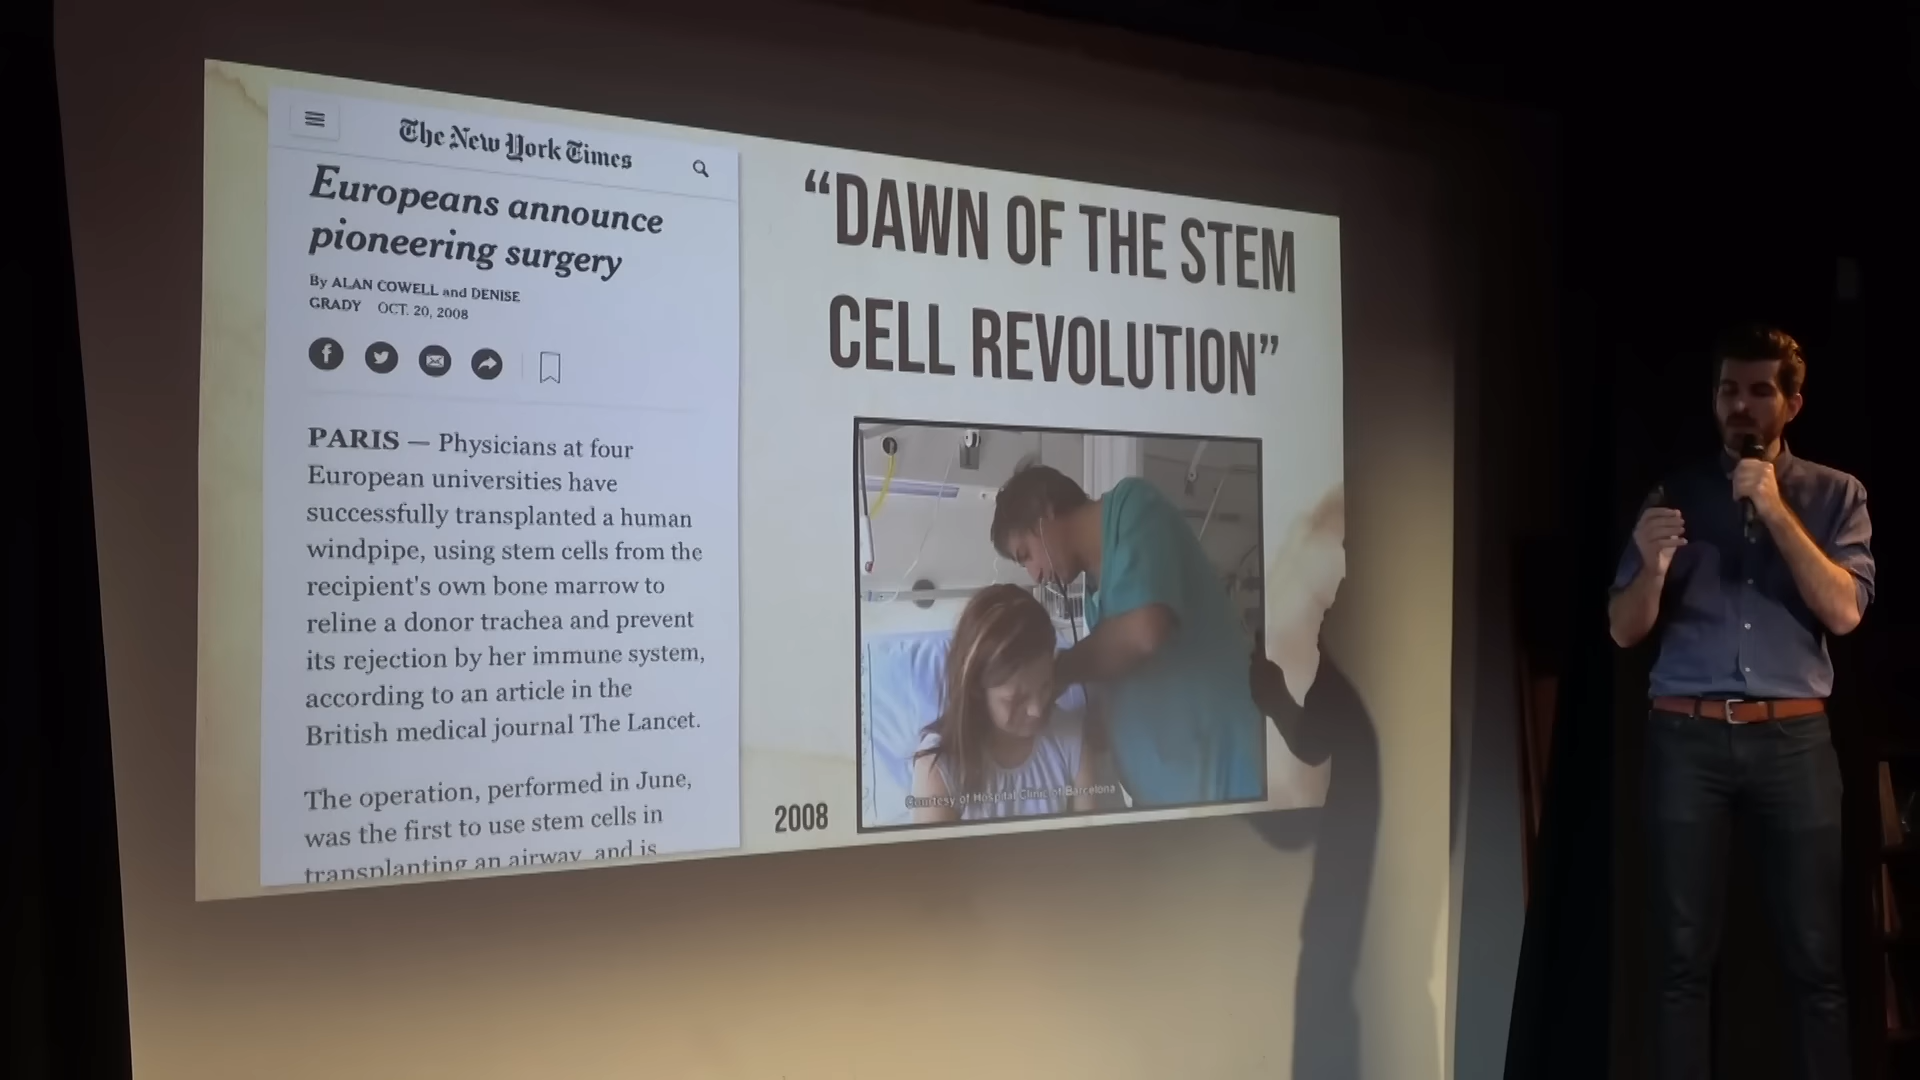 The New York Times
Europeans announce
pioneering surgery
By ALAN COWELL and DENISE
GRADY OCT. 20, 2008
PARIS — Physicians at four
European universities have
successfully transplanted a human
windpipe, using stem cells from the
recipient's own bone marrow to
reline a donor trachea and prevent
its rejection by her immune system,
according to an article in the
British medical journal The Lancet.
The operation, performed in June,
was the first to use stem cells in
transplanting an airway, and is
“DAWN OF THE STEM
CELL REVOLUTION”
Courtesy of Hospital Clinic of Barcelona
2008